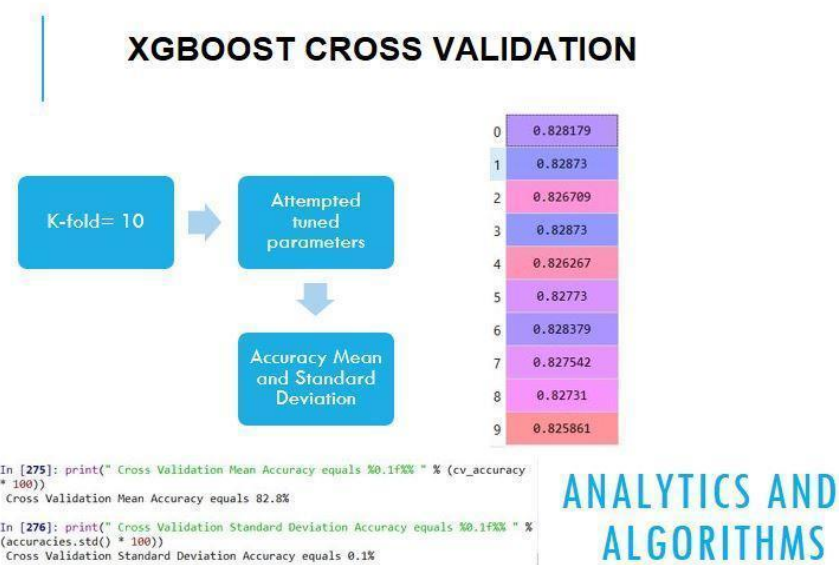 XGBOOST CROSS VALIDATION
K-fold= 10
Attempted
tuned
parameters
Accuracy Mean
and Standard
Deviation
0 0.828179
1 0.82873
2 0.826709
3 0.82873
4 0.826267
5 0.82773
6 0.828379
7 0.827542
8 0.82731
9 0.825861
In [275]: print(" Cross Validation Mean Accuracy equals %0.1f%% " % (cv_accuracy
* 100))
Cross Validation Mean Accuracy equals 82.8%
In [276]: print(" Cross Validation Standard Deviation Accuracy equals %0.1f%% " %
(accuracies.std() * 100))
Cross Validation Standard Deviation Accuracy equals 0.1%
ANALYTICS AND
ALGORITHMS